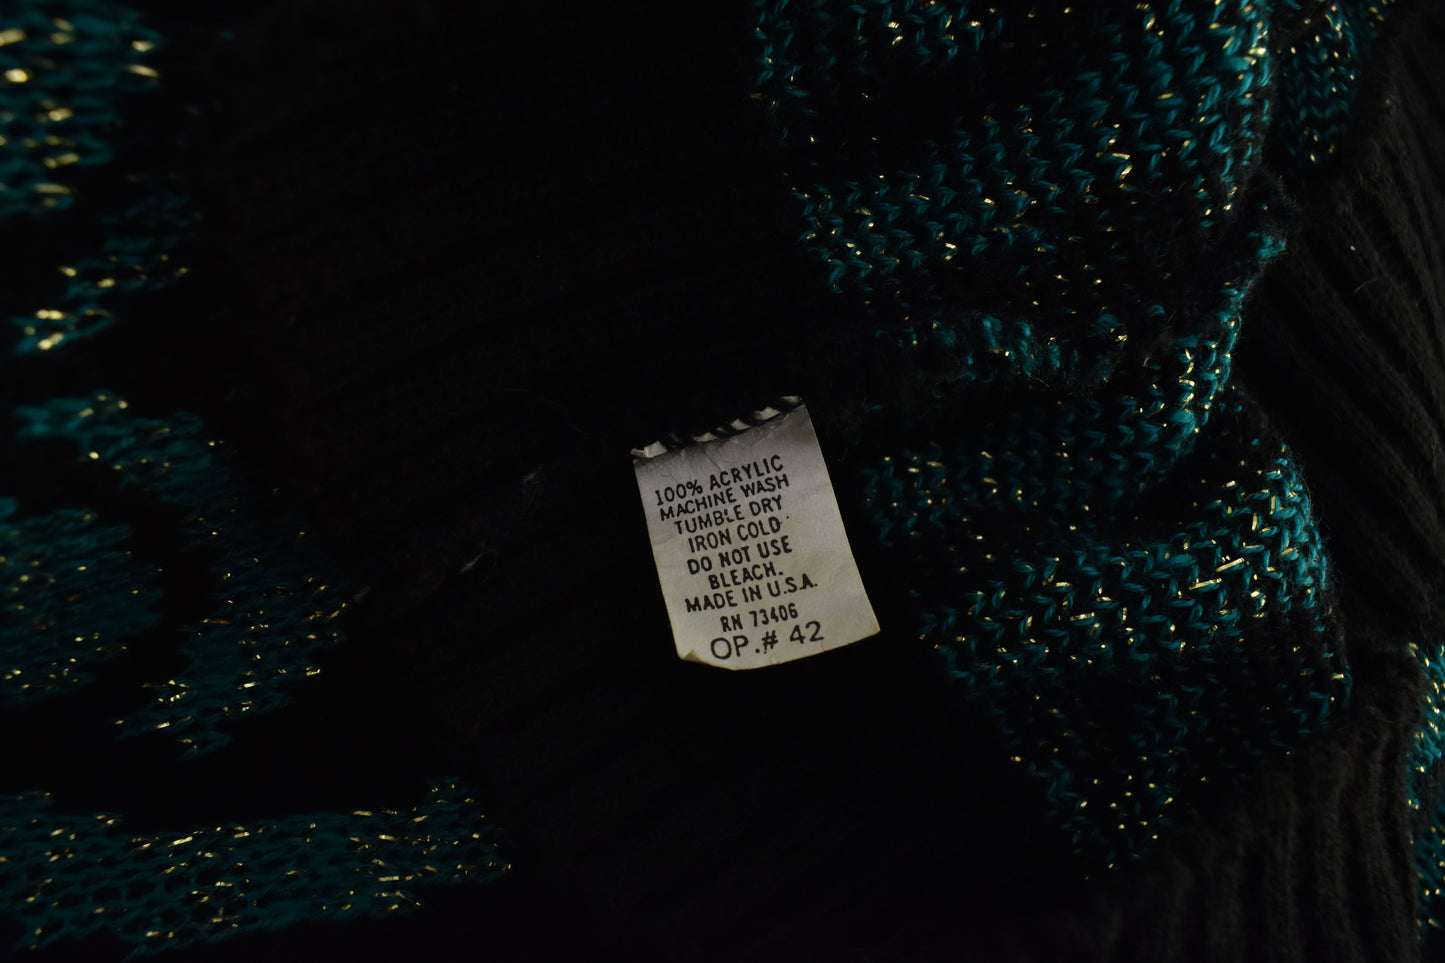 100% ACRYLIC
MACHINE WASH
TUMBLE DRY
IRON COLD
DO NOT USE
BLEACH.
MADE IN U.S.A.
RN 73406
OP.# 42